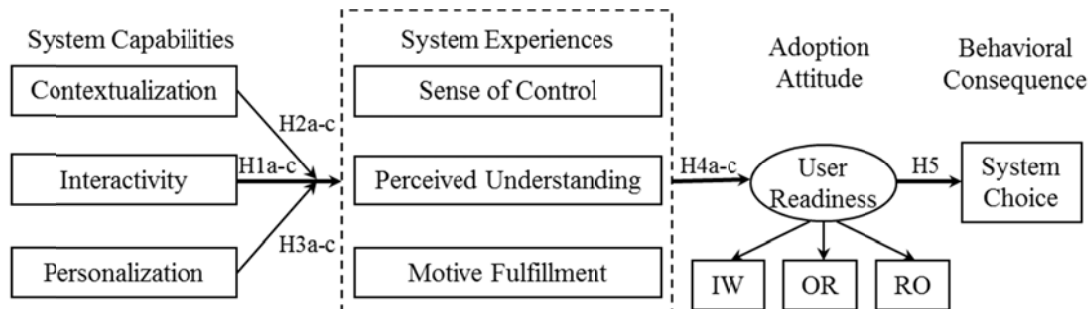 System Capabilities
System Experiences
Adoption
Attitude
Behavioral
Consequence
Contextualization
Interactivity
Personalization
H2a-c
H1a-c
H3a-c
Sense of Control
Perceived Understanding
Motive Fulfillment
H4a-c
User
Readiness
H5
System
Choice
IW
OR
RO